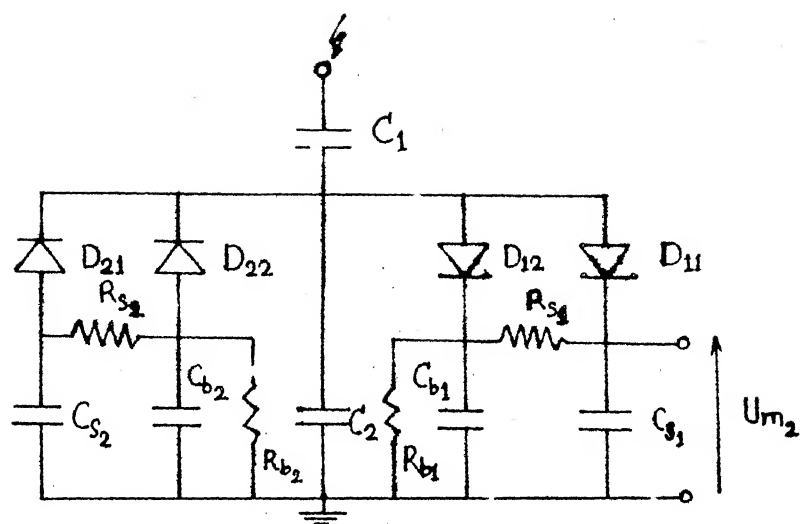 C₁
D₂₁
D₂₂
D₁₂
D₁₁
Rs₂
Rs₁
Cb₂
Cb₁
Cs₂
C₂
Cs₁
Um₂
Rb₂
Rb₁